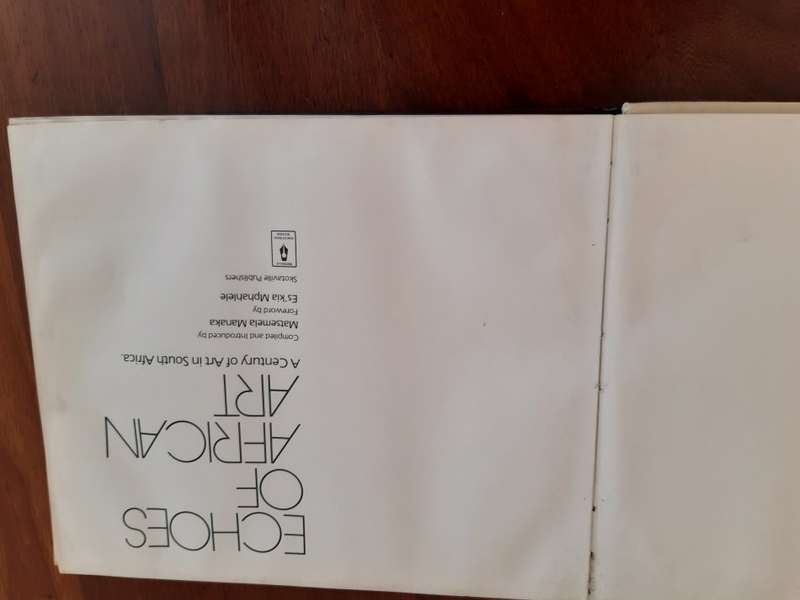 ECHOES
OF
AFRICAN
ART
A Century of Art in South Africa.
Compiled and Introduced by
Matsemela Manaka
Foreword by
Es'kia Mphahlele
Skotaville Publishers